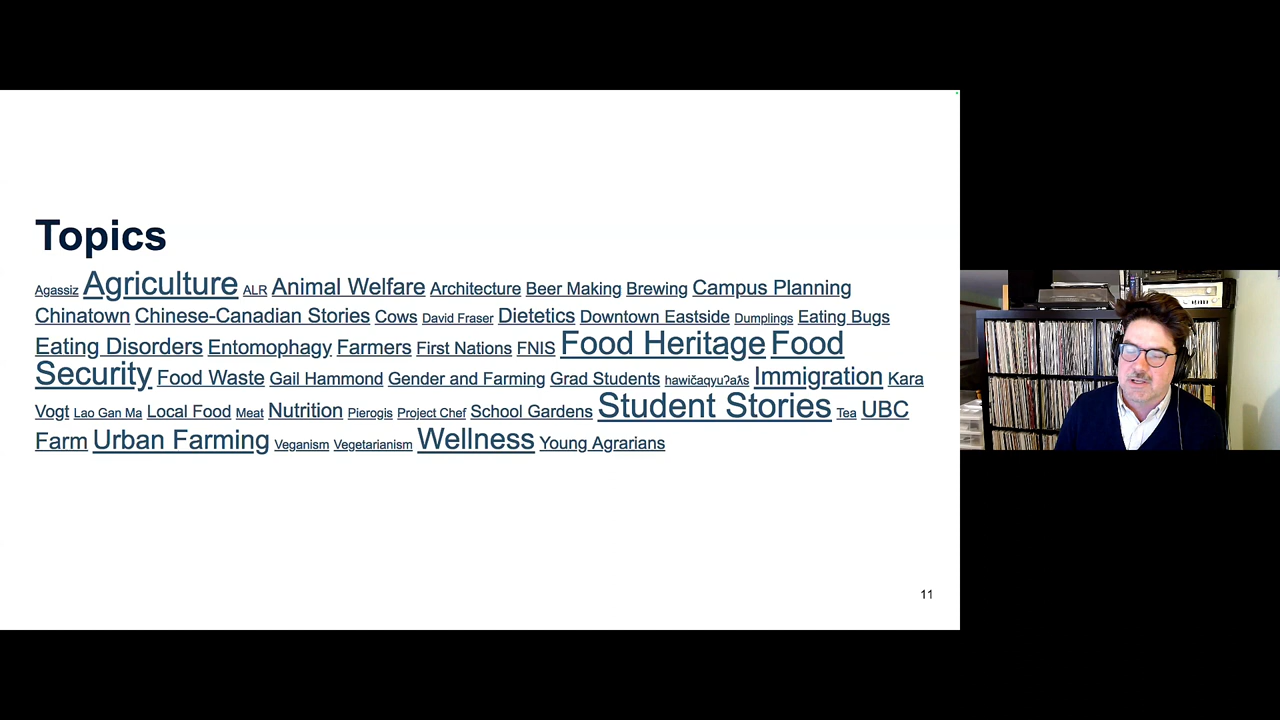 Topics
Agassiz Agriculture ALR Animal Welfare Architecture Beer Making Brewing Campus Planning
Chinatown Chinese-Canadian Stories Cows David Fraser Dietetics Downtown Eastside Dumplings Eating Bugs
Eating Disorders Entomophagy Farmers First Nations FNIS Food Heritage Food
Security Food Waste Gail Hammond Gender and Farming Grad Students hawičaqyuʔaƛs Immigration Kara
Vogt Lao Gan Ma Local Food Meat Nutrition Pierogis Project Chef School Gardens Student Stories Tea UBC
Farm Urban Farming Veganism Vegetarianism Wellness Young Agrarians
11